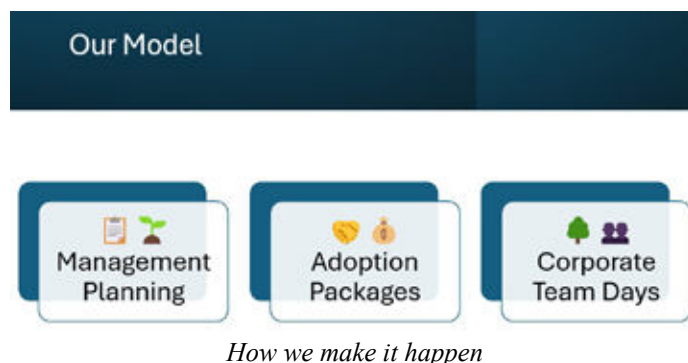 Our Model
Management
Planning
Adoption
Packages
Corporate
Team Days
How we make it happen